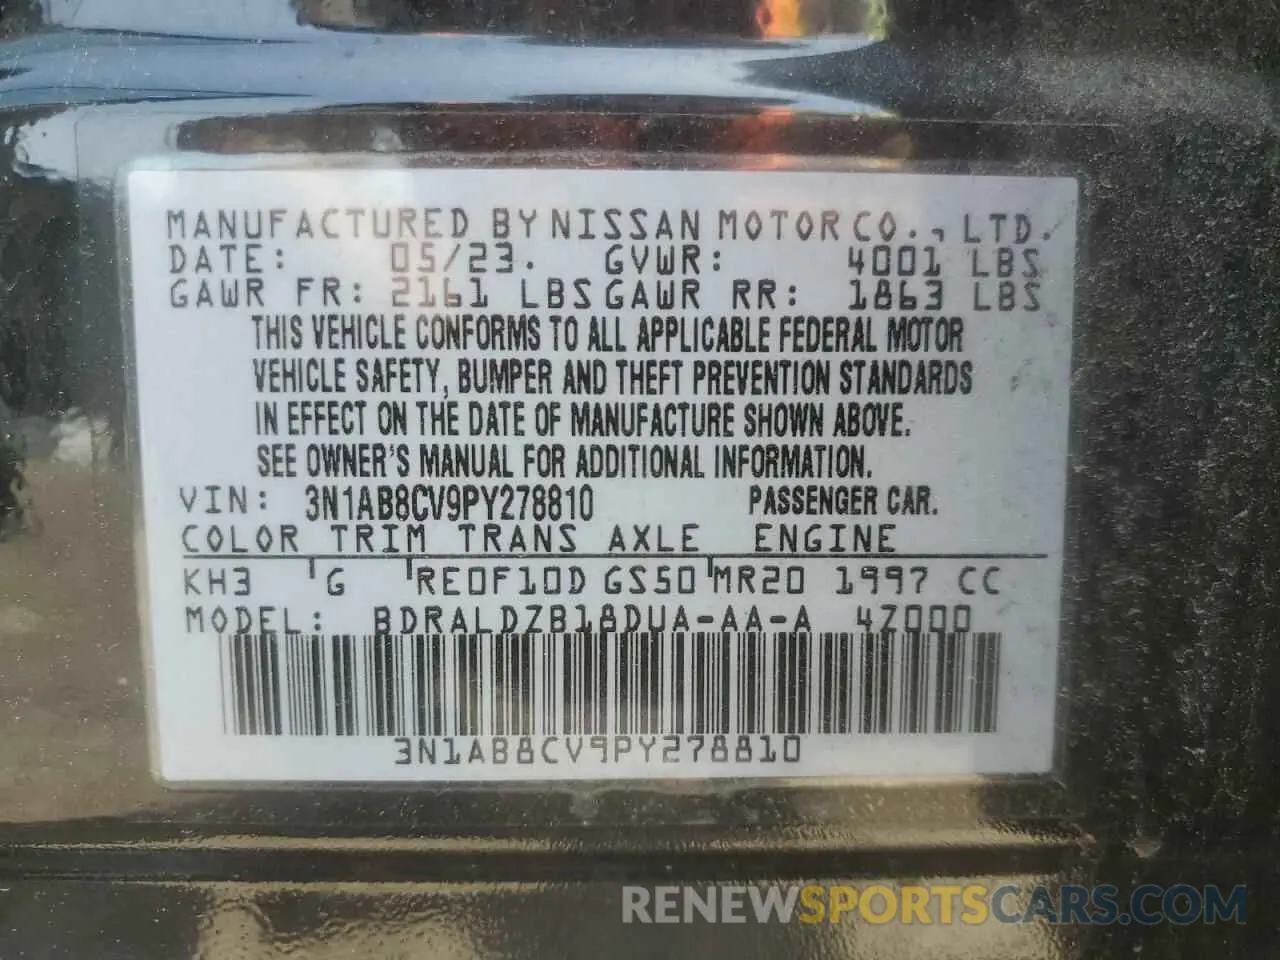 MANUFACTURED BY NISSAN MOTOR CO., LTD.
DATE: 05/23. GVWR: 4001 LBS
GAWR FR: 2161 LBS GAWR RR: 1863 LBS
THIS VEHICLE CONFORMS TO ALL APPLICABLE FEDERAL MOTOR
VEHICLE SAFETY, BUMPER AND THEFT PREVENTION STANDARDS
IN EFFECT ON THE DATE OF MANUFACTURE SHOWN ABOVE.
SEE OWNER'S MANUAL FOR ADDITIONAL INFORMATION.
VIN: 3N1AB8CV9PY278810 PASSENGER CAR.
COLOR TRIM TRANS AXLE ENGINE
KH3 G RE0F10D GS50 MR20 1997 CC
MODEL: BDRALDZB18DUA-AA-A 4Z000
3N1AB8CV9PY278810
RENEWSPORTSCARS.COM